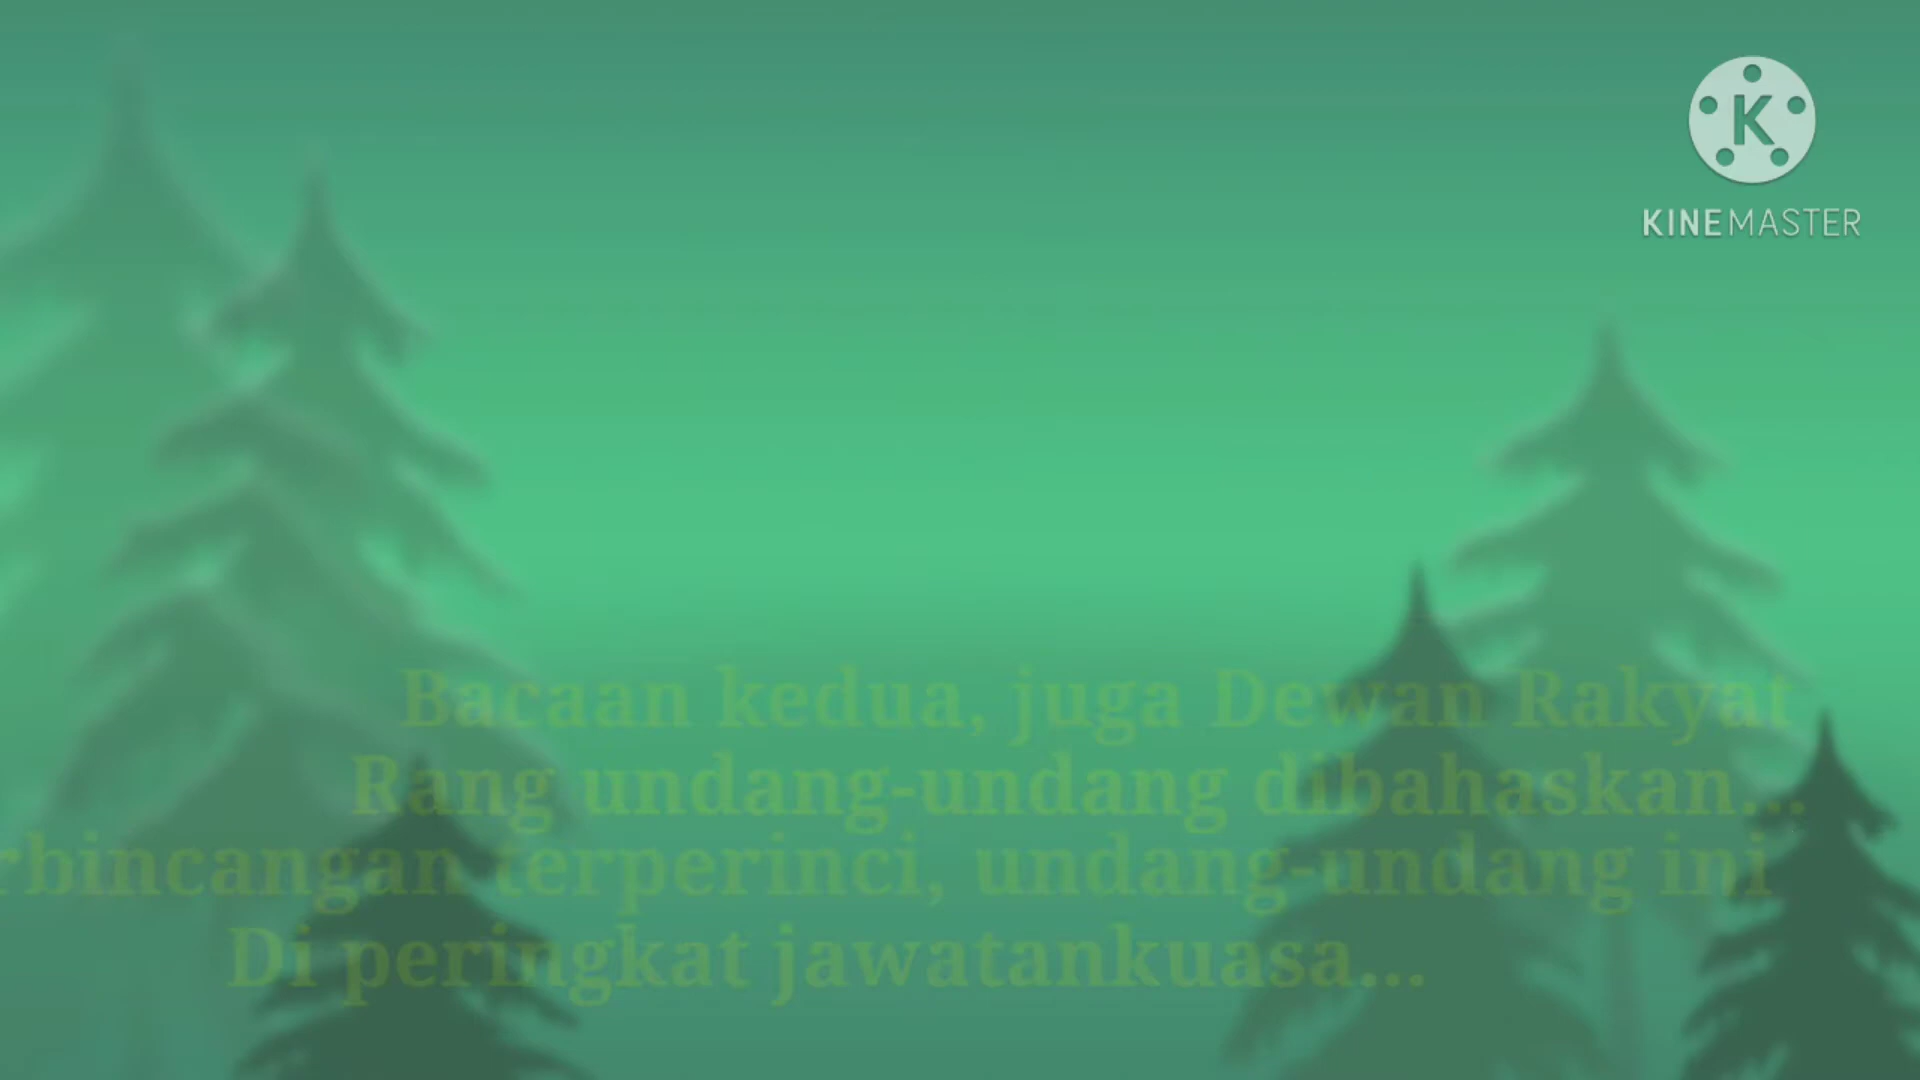 KINEMASTER
Bacaan kedua, juga Dewan Rakyat
Rang undang-undang dibahaskan...
rbincangan terperinci, undang-undang ini
Di peringkat jawatankuasa...